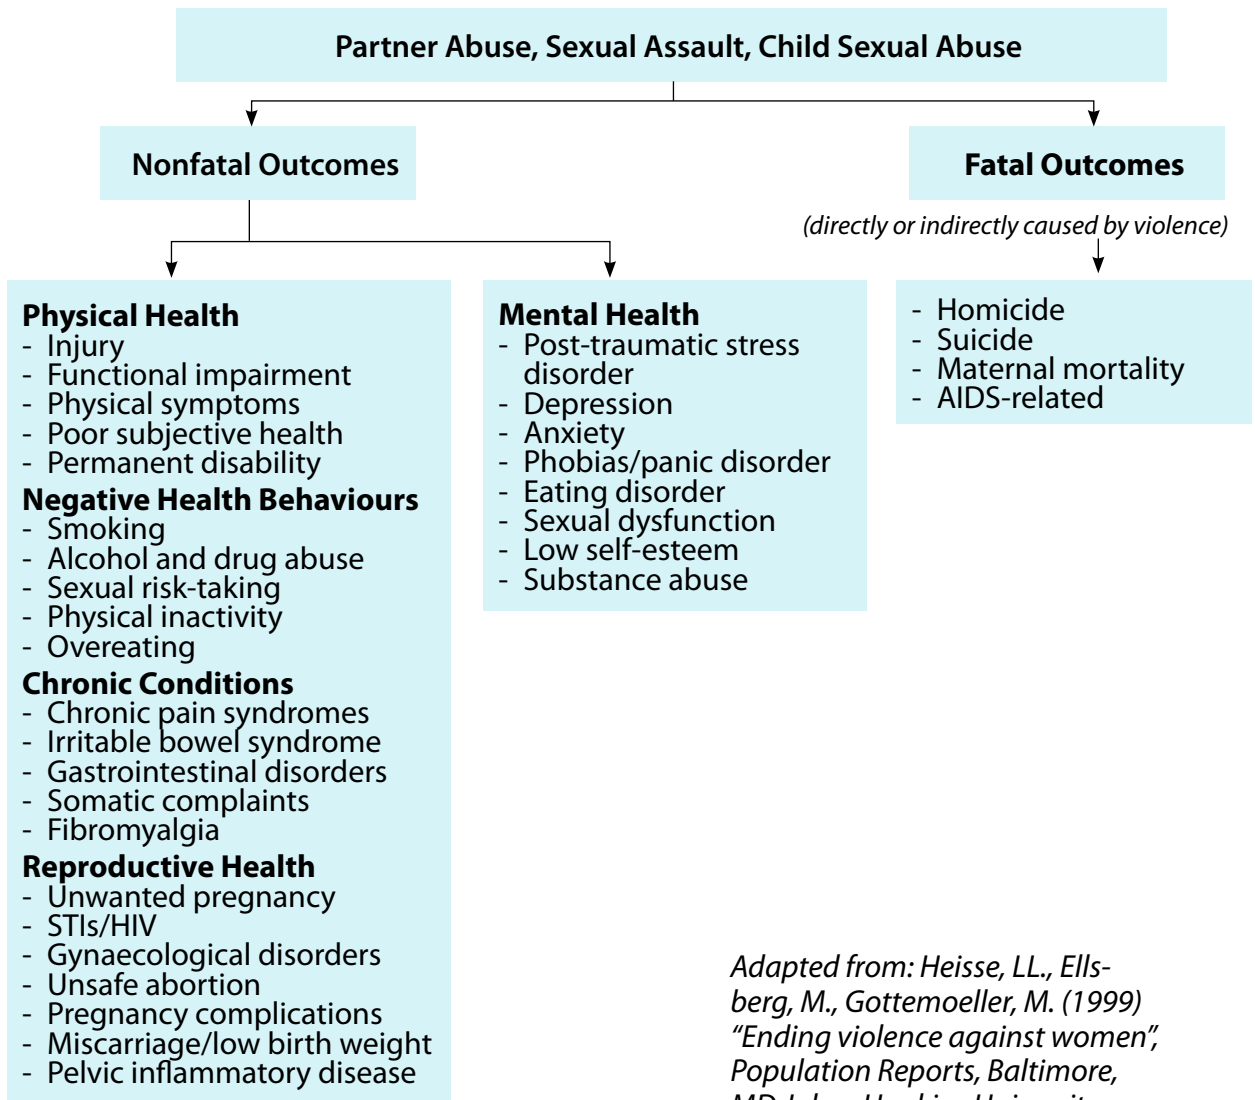 Partner Abuse, Sexual Assault, Child Sexual Abuse
Nonfatal Outcomes
Fatal Outcomes
(directly or indirectly caused by violence)
Physical Health
- Injury
- Functional impairment
- Physical symptoms
- Poor subjective health
- Permanent disability
Negative Health Behaviours
- Smoking
- Alcohol and drug abuse
- Sexual risk-taking
- Physical inactivity
- Overeating
Chronic Conditions
- Chronic pain syndromes
- Irritable bowel syndrome
- Gastrointestinal disorders
- Somatic complaints
- Fibromyalgia
Reproductive Health
- Unwanted pregnancy
- STIs/HIV
- Gynaecological disorders
- Unsafe abortion
- Pregnancy complications
- Miscarriage/low birth weight
- Pelvic inflammatory disease
Mental Health
- Post-traumatic stress
disorder
- Depression
- Anxiety
- Phobias/panic disorder
- Eating disorder
- Sexual dysfunction
- Low self-esteem
- Substance abuse
- Homicide
- Suicide
- Maternal mortality
- AIDS-related
Adapted from: Heisse, LL., Ells-
berg, M., Gottemoeller, M. (1999)
“Ending violence against women”,
Population Reports, Baltimore,